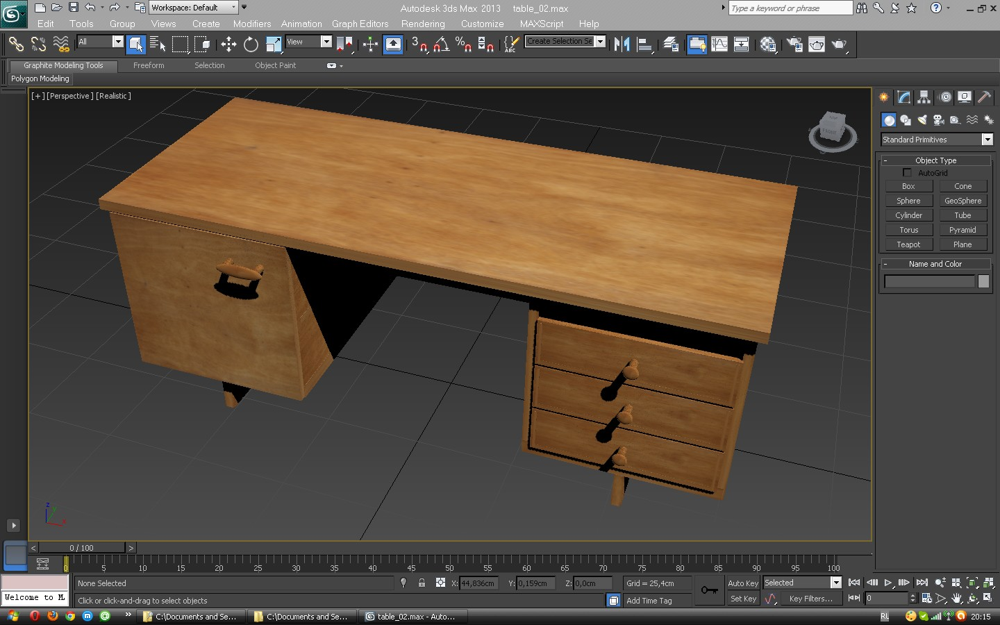 Workspace: Default
Autodesk 3ds Max 2013 table_02.max
Type a keyword or phrase
Edit Tools Group Views Create Modifiers Animation Graph Editors Rendering Customize MAXScript Help
All View 3 % ABC Create Selection Se
Graphite Modeling Tools Freeform Selection Object Paint
Polygon Modeling
[+] [Perspective] [Realistic]
FRONT
Standard Primitives
- Object Type
AutoGrid
Box Cone
Sphere GeoSphere
Cylinder Tube
Torus Pyramid
Teapot Plane
- Name and Color
z y x
< 0 / 100 >
0 5 10 15 20 25 30 35 40 45 50 55 60 65 70 75 80 85 90 95 100
None Selected X: 44,836cm Y: 0,159cm Z: 0,0cm Grid = 25,4cm Auto Key Selected
Welcome to M Click or click-and-drag to select objects Add Time Tag Set Key Key Filters... 0
C:\Documents and Se... C:\Documents and Se... table_02.max - Auto... RL 20:15